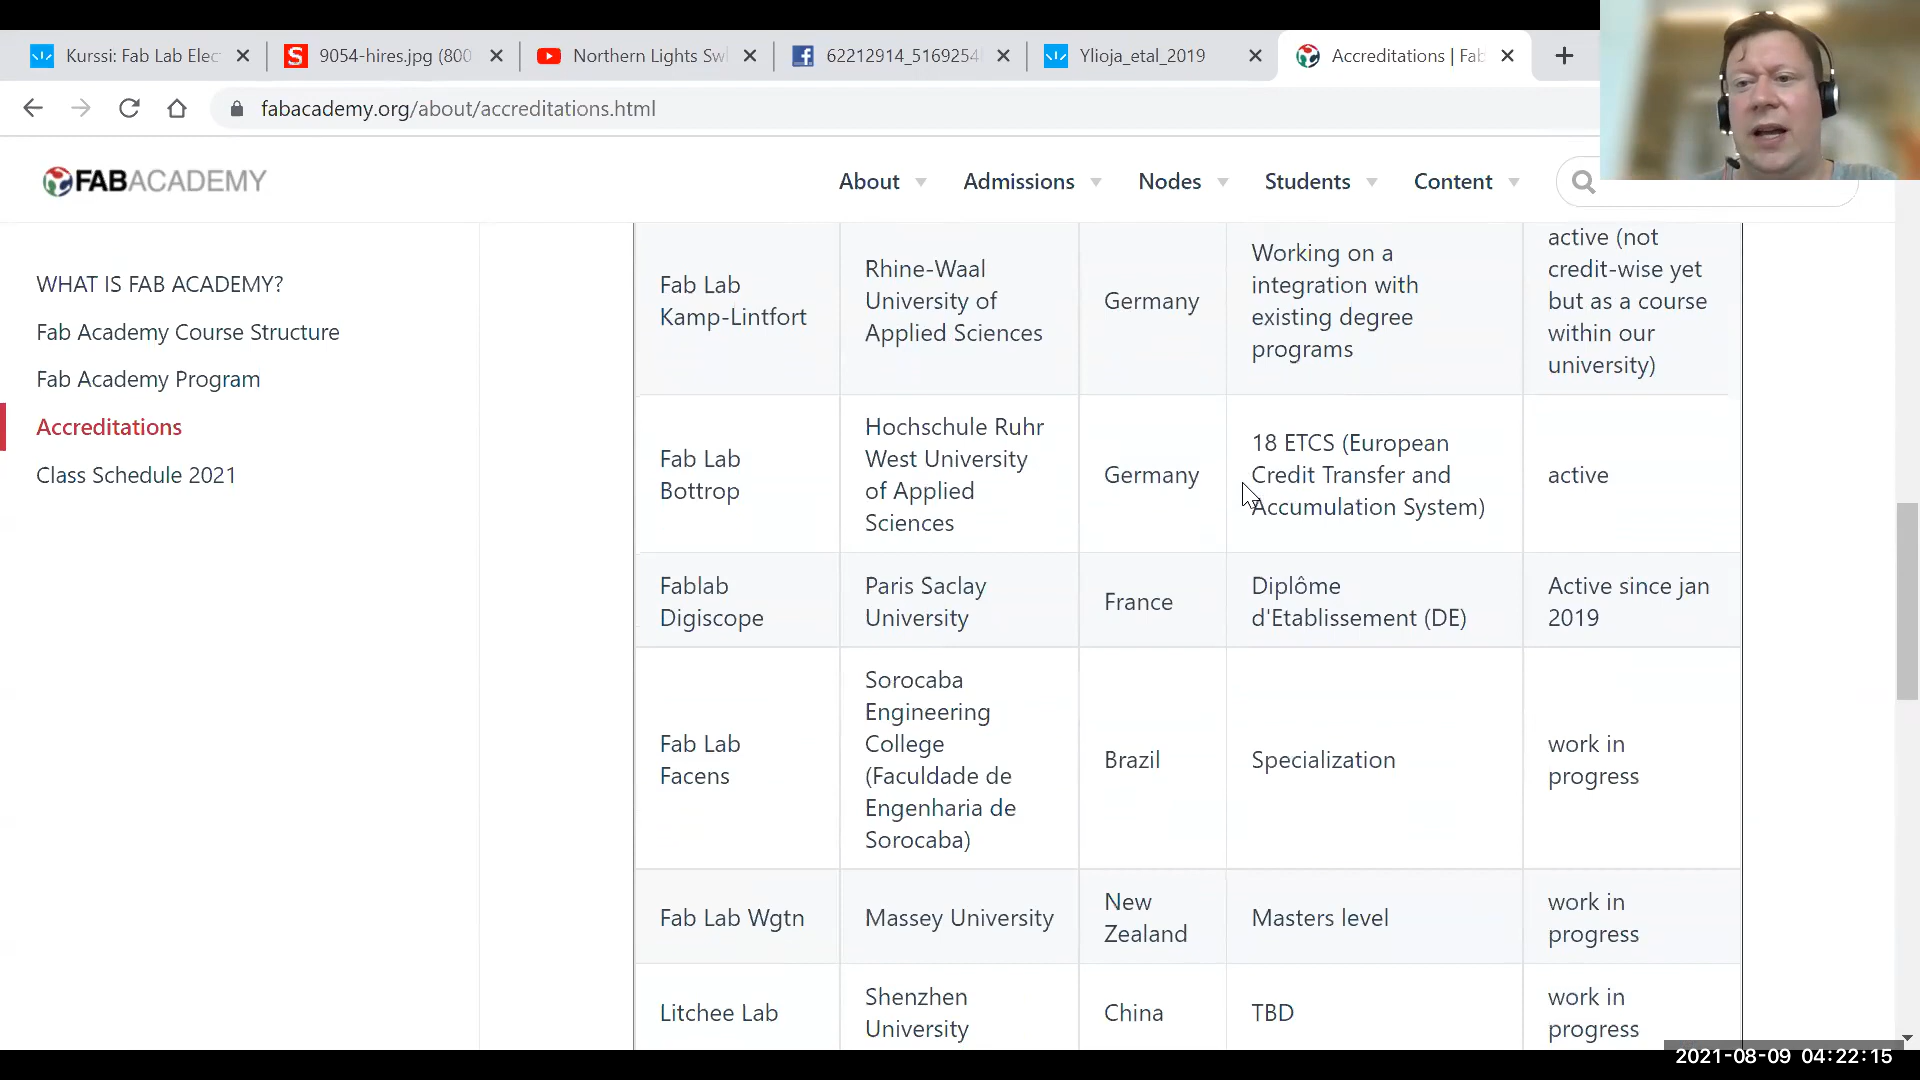 Kurssi: Fab Lab Elec
9054-hires.jpg (800
Northern Lights Sw
62212914_5169254
Ylioja_etal_2019
Accreditations | Fab
fabacademy.org/about/accreditations.html
FABACADEMY
About
Admissions
Nodes
Students
Content
WHAT IS FAB ACADEMY?
Fab Academy Course Structure
Fab Academy Program
Accreditations
Class Schedule 2021
Fab Lab
Kamp-Lintfort
Rhine-Waal
University of
Applied Sciences
Germany
Working on a
integration with
existing degree
programs
active (not
credit-wise yet
but as a course
within our
university)
Fab Lab
Bottrop
Hochschule Ruhr
West University
of Applied
Sciences
Germany
18 ETCS (European
Credit Transfer and
Accumulation System)
active
Fablab
Digiscope
Paris Saclay
University
France
Diplôme
d'Etablissement (DE)
Active since jan
2019
Fab Lab
Facens
Sorocaba
Engineering
College
(Faculdade de
Engenharia de
Sorocaba)
Brazil
Specialization
work in
progress
Fab Lab Wgtn
Massey University
New
Zealand
Masters level
work in
progress
Litchee Lab
Shenzhen
University
China
TBD
work in
progress
2021-08-09 04:22:15